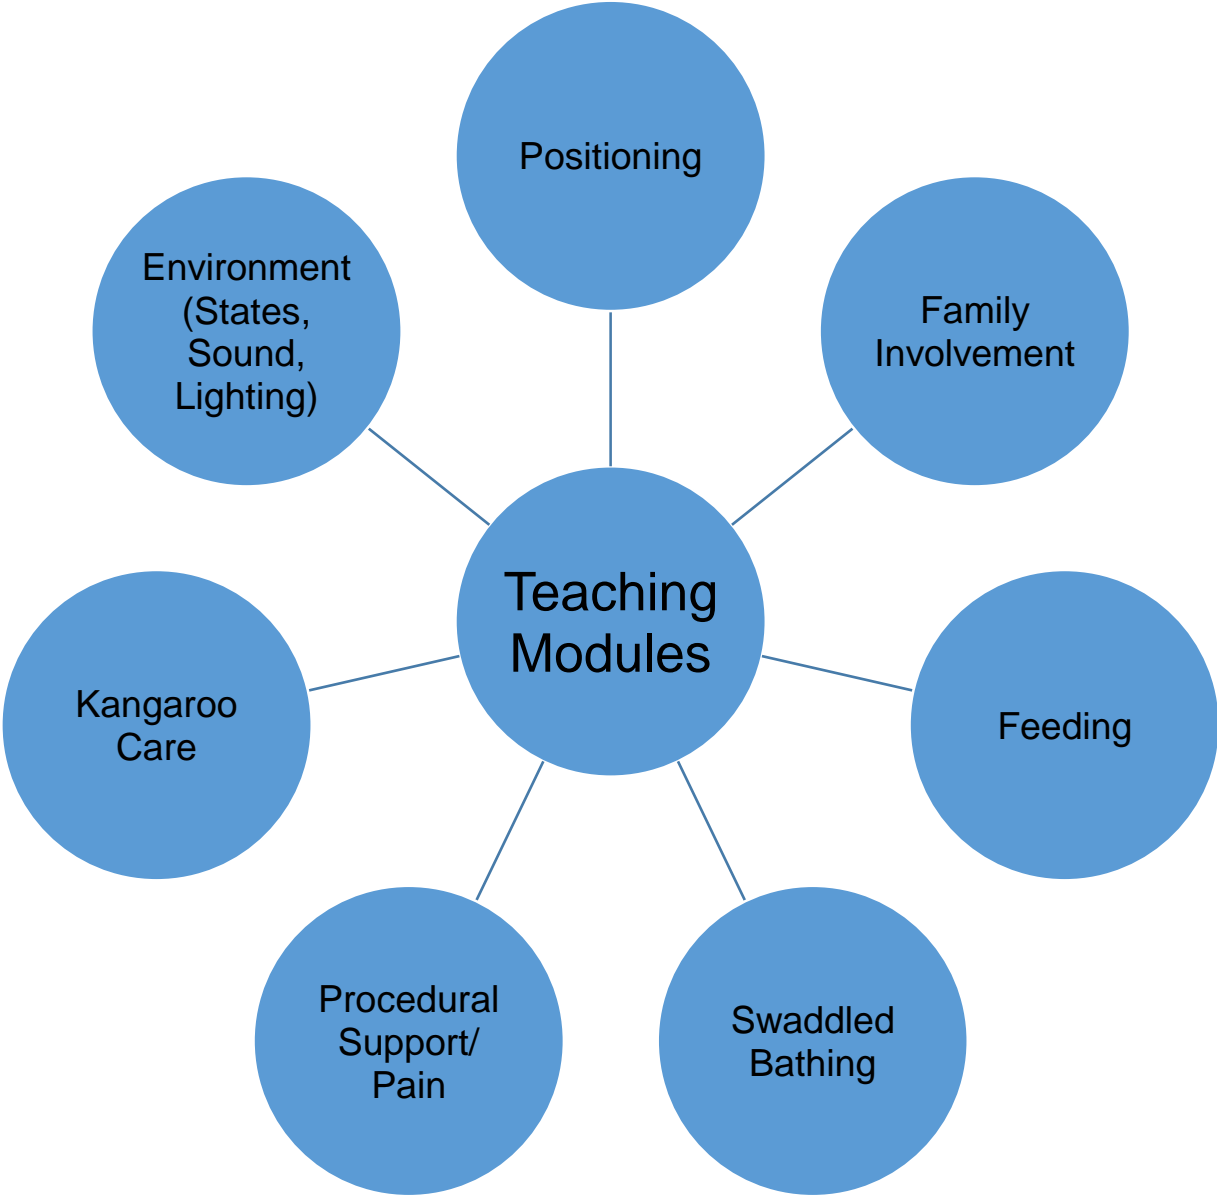 Positioning
Environment
(States,
Sound,
Lighting)
Family
Involvement
Teaching
Modules
Kangaroo
Care
Feeding
Procedural
Support/
Pain
Swaddled
Bathing